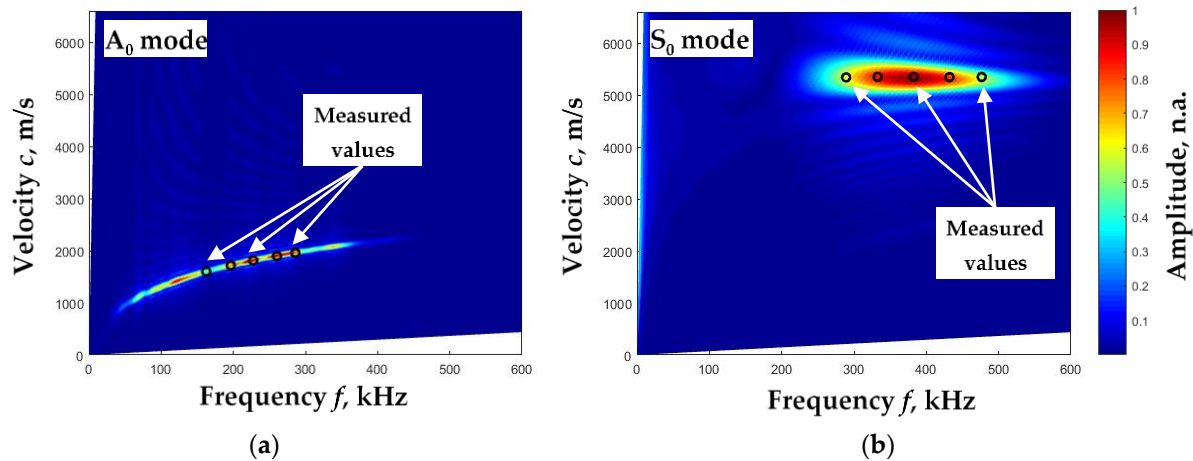 A₀ mode
Velocity c, m/s
6000
5000
4000
3000
2000
1000
0
Measured
values
0 100 200 300 400 500 600
Frequency f, kHz
(a)
S₀ mode
Velocity c, m/s
6000
5000
4000
3000
2000
1000
0
Measured
values
0 100 200 300 400 500 600
Frequency f, kHz
(b)
1
0.9
0.8
0.7
0.6
0.5
0.4
0.3
0.2
0.1
Amplitude, n.a.